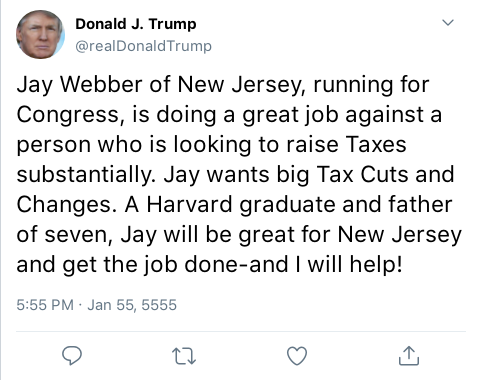 Donald J. Trump
@realDonaldTrump
Jay Webber of New Jersey, running for
Congress, is doing a great job against a
person who is looking to raise Taxes
substantially. Jay wants big Tax Cuts and
Changes. A Harvard graduate and father
of seven, Jay will be great for New Jersey
and get the job done-and I will help!
5:55 PM · Jan 55, 5555